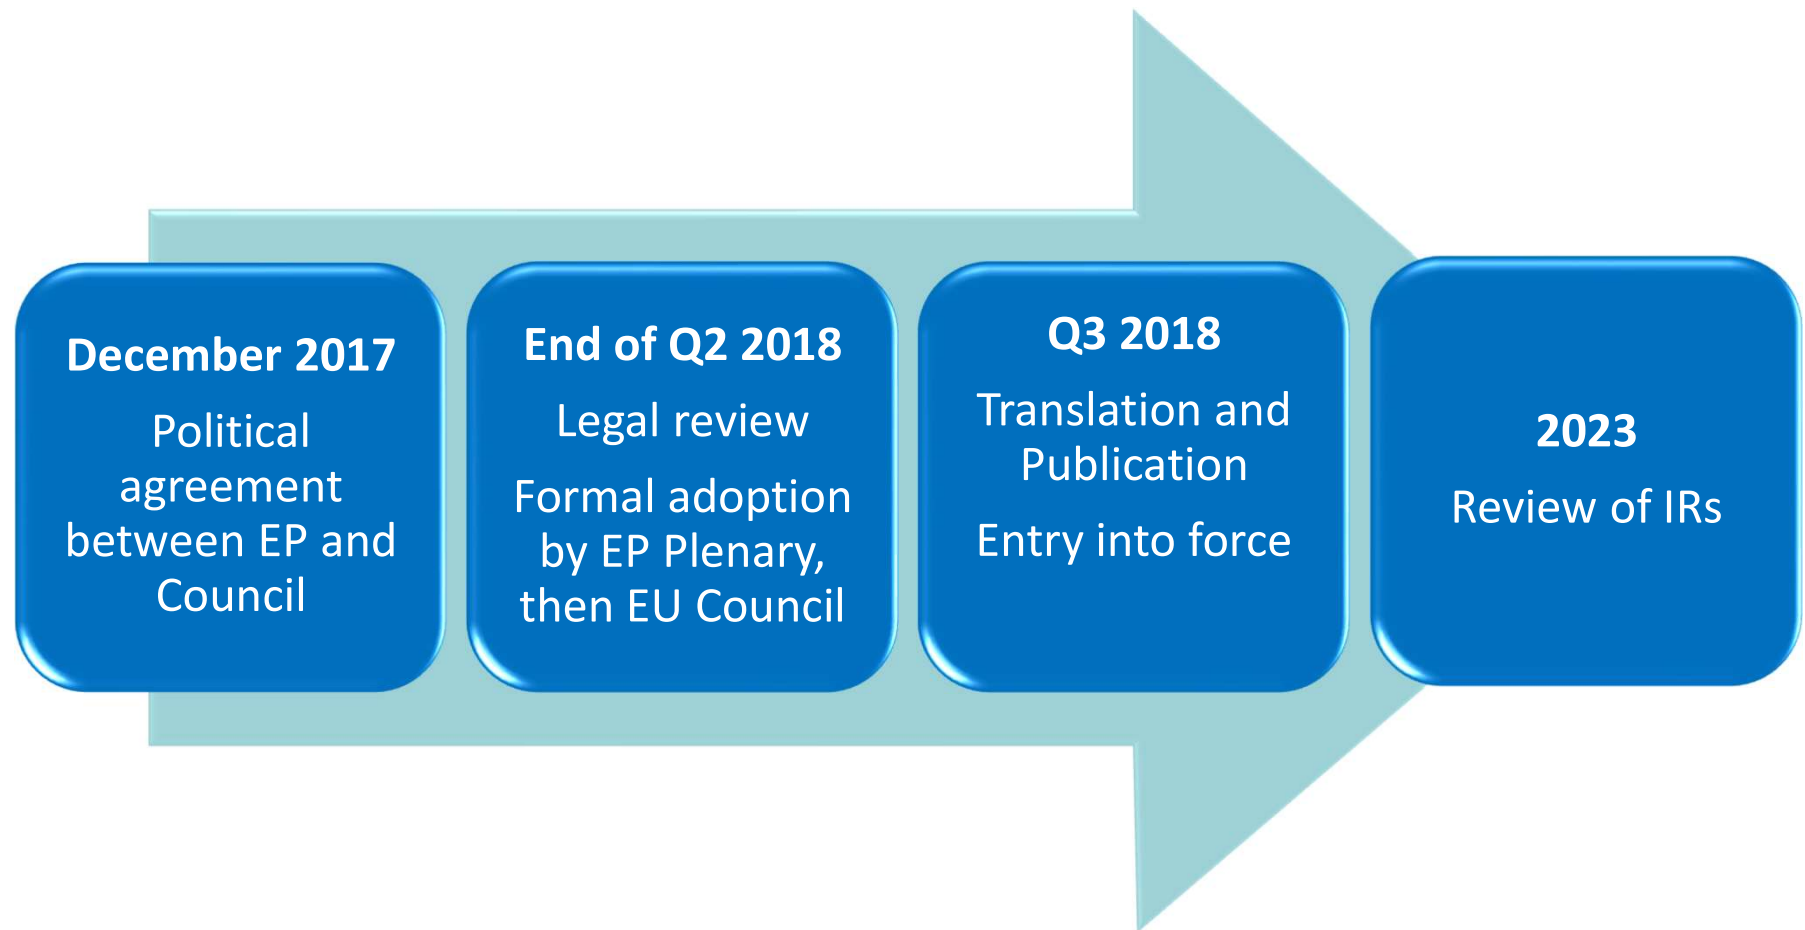 December 2017
Political
agreement
between EP and
Council
End of Q2 2018
Legal review
Formal adoption
by EP Plenary,
then EU Council
Q3 2018
Translation and
Publication
Entry into force
2023
Review of IRs